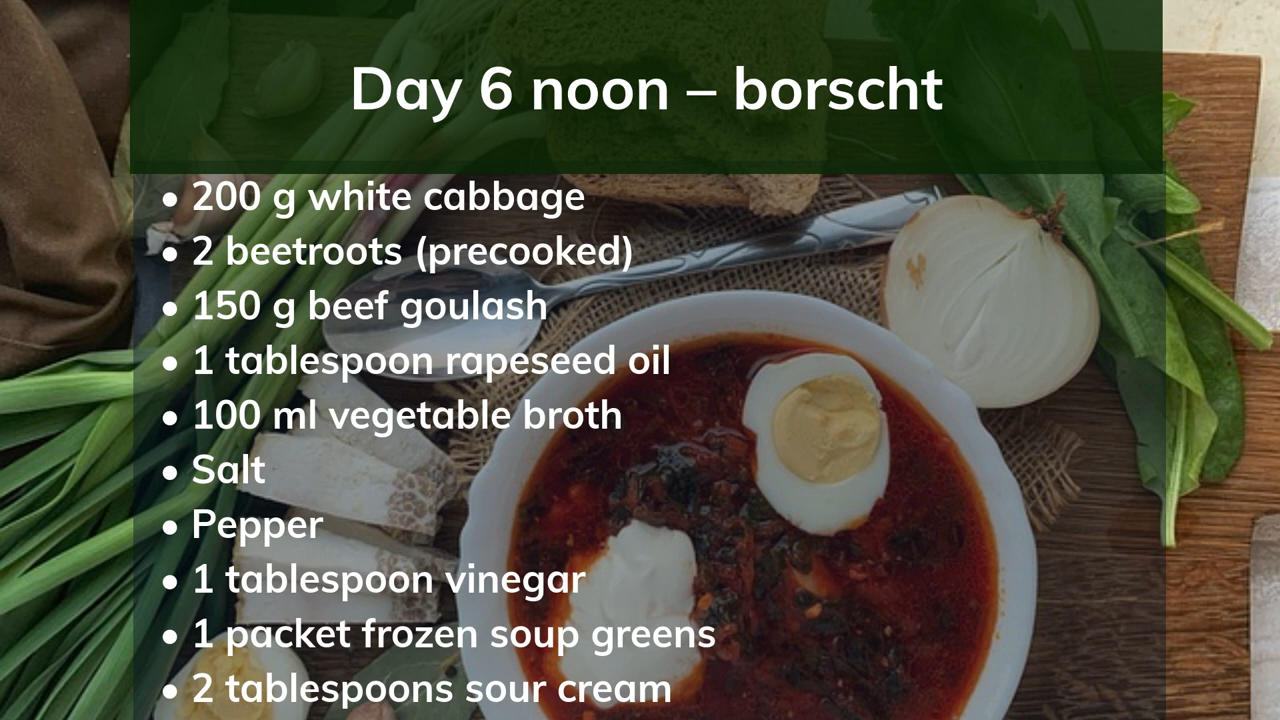 Day 6 noon – borscht
• 200 g white cabbage
• 2 beetroots (precooked)
• 150 g beef goulash
• 1 tablespoon rapeseed oil
• 100 ml vegetable broth
• Salt
• Pepper
• 1 tablespoon vinegar
• 1 packet frozen soup greens
• 2 tablespoons sour cream